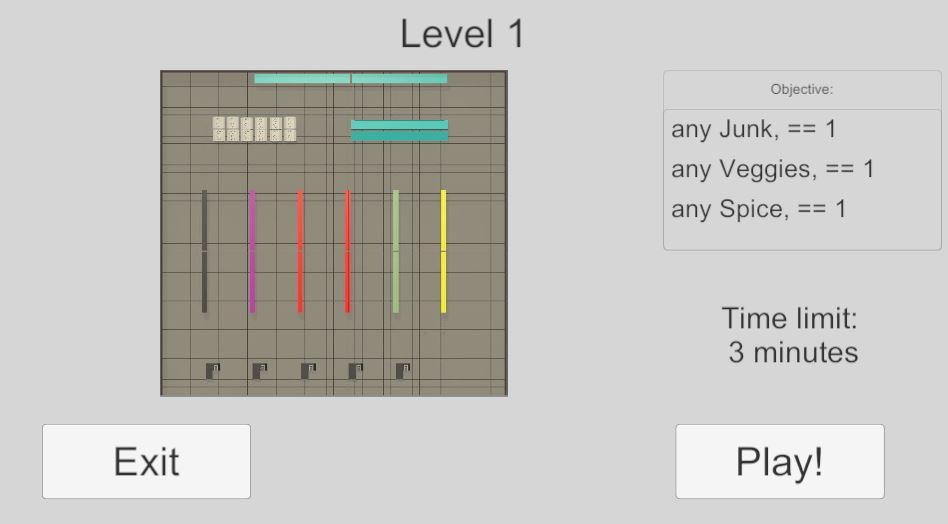 Level 1
Objective:
any Junk, == 1
any Veggies, == 1
any Spice, == 1
Time limit:
3 minutes
Exit
Play!